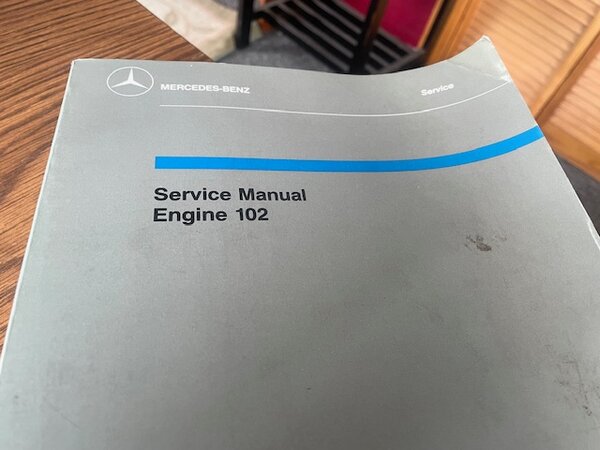 MERCEDES-BENZ
Service
Service Manual
Engine 102